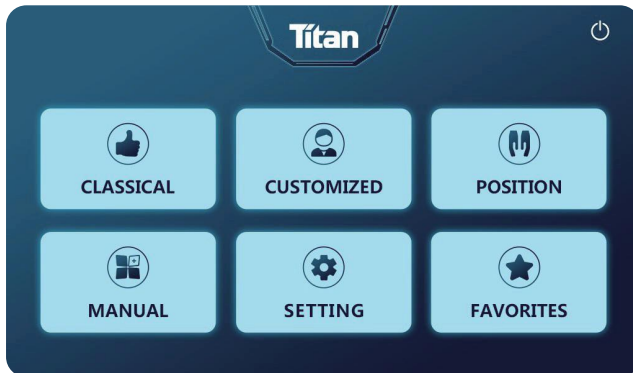 Titan
CLASSICAL
CUSTOMIZED
POSITION
MANUAL
SETTING
FAVORITES